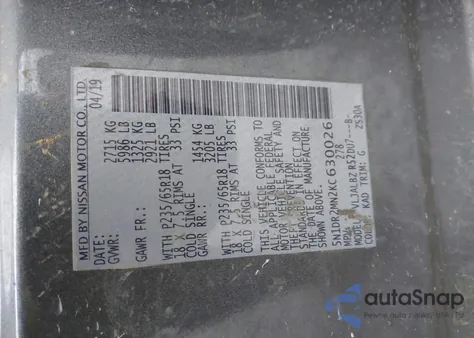 MFD BY NISSAN MOTOR CO., LTD
DATE: 04/19
GVWR: 2715 KG
5986 LB
GAWR FR: 1325 KG
2921 LB
WITH P235/65R18 TIRES
18 X 7.5 RIMS AT 33 PSI
COLD SINGLE
GAWR RR: 1454 KG
3205 LB
WITH P235/65R18 TIRES
18 X 7.5 RIMS AT 33 PSI
COLD SINGLE
THIS VEHICLE CONFORMS TO
ALL APPLICABLE FEDERAL
MOTOR VEHICLE SAFETY AND
THEFT PREVENTION
STANDARDS IN EFFECT ON
THE DATE OF MANUFACTURE
SHOWN ABOVE.
5N1DR2MN2KC630026
MPV 278
MODEL:
COLOR: KAD TRIM: G ZS30A
autoSnap